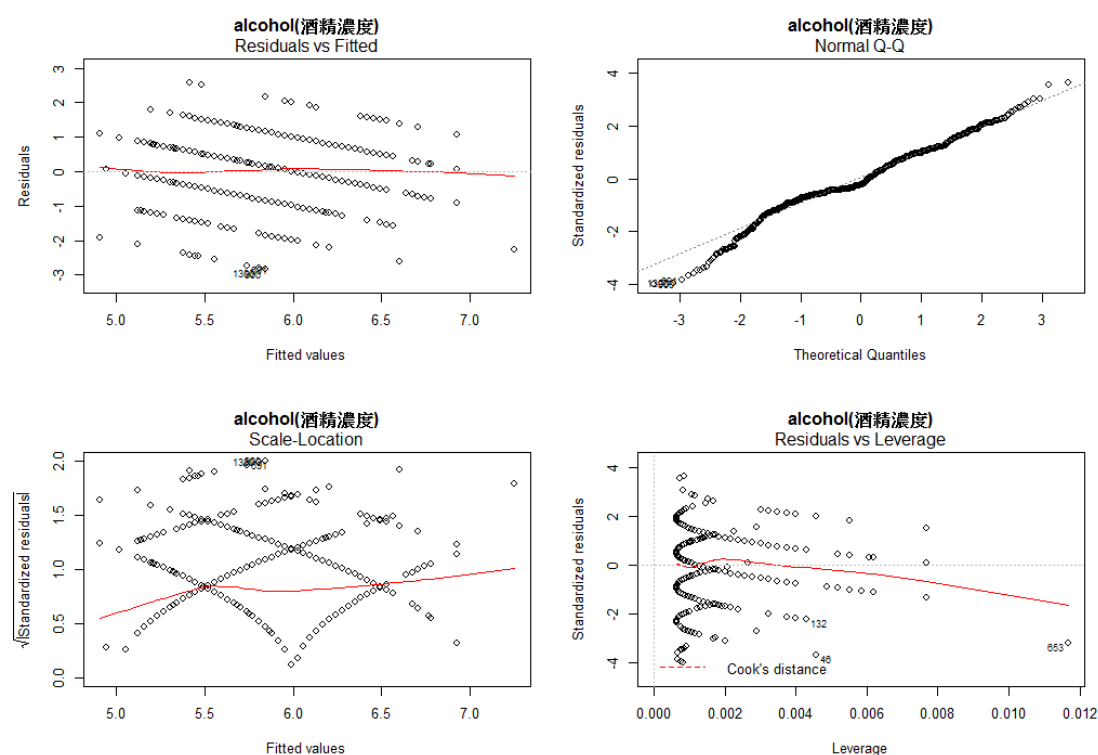 alcohol(酒精濃度)
Residuals vs Fitted
3
2
1
0
-1
-2
-3
Residuals
5.0 5.5 6.0 6.5 7.0
Fitted values
alcohol(酒精濃度)
Normal Q-Q
4
2
0
-2
-4
Standardized residuals
-3 -2 -1 0 1 2 3
Theoretical Quantiles
alcohol(酒精濃度)
Scale-Location
2.0
1.5
1.0
0.5
0.0
√|Standardized residuals|
5.0 5.5 6.0 6.5 7.0
Fitted values
alcohol(酒精濃度)
Residuals vs Leverage
4
2
0
-2
-4
Standardized residuals
132
46
653
Cook's distance
0.000 0.002 0.004 0.006 0.008 0.010 0.012
Leverage